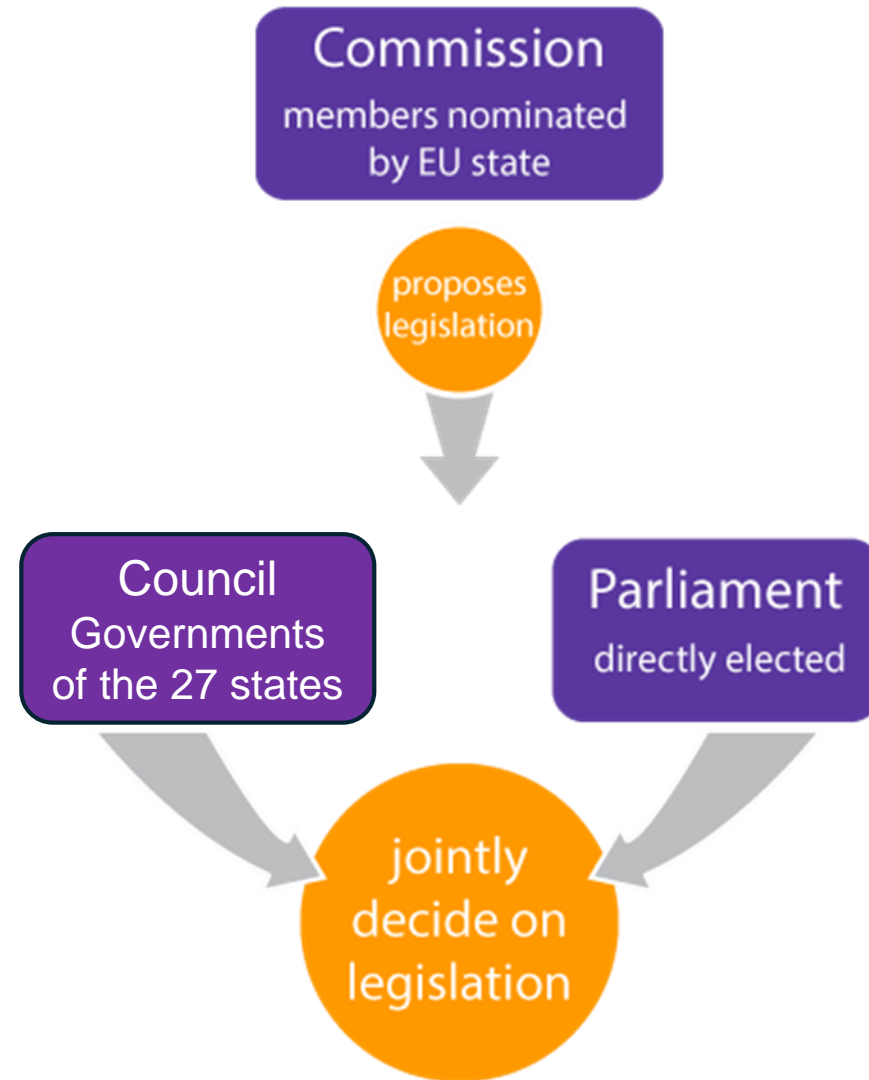 Commission
members nominated
by EU state
proposes
legislation
Council
Governments
of the 27 states
Parliament
directly elected
jointly
decide on
legislation